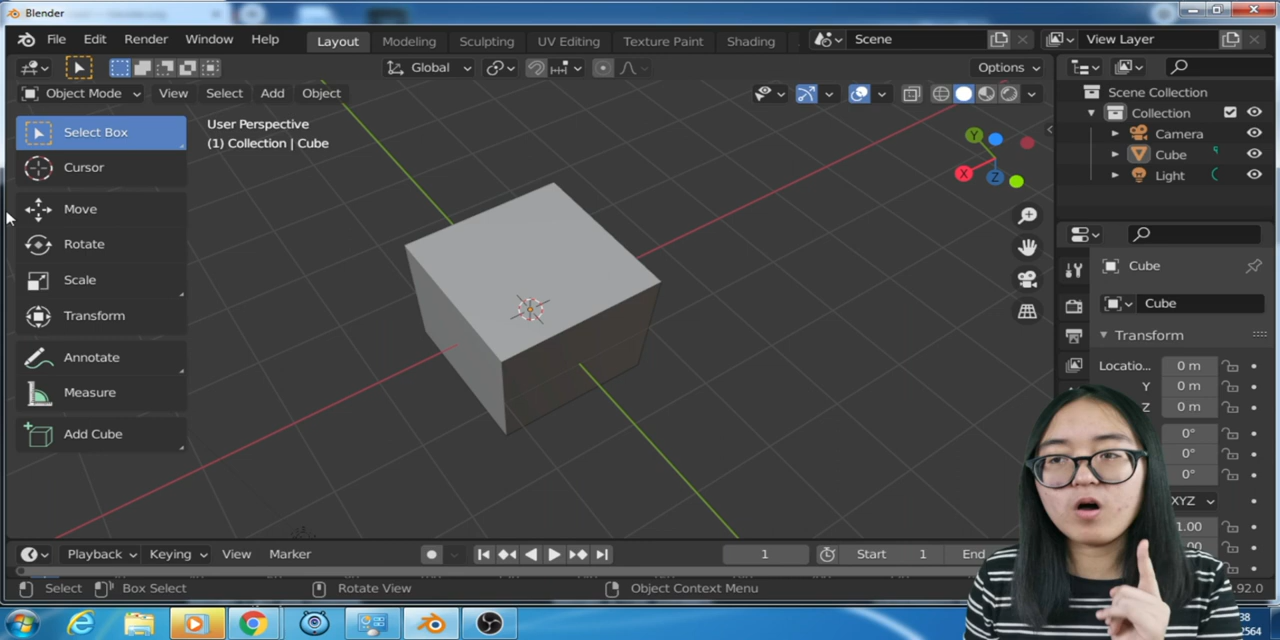 Blender
File Edit Render Window Help Layout Modeling Sculpting UV Editing Texture Paint Shading Scene View Layer
Global Options
Object Mode View Select Add Object
Select Box
Cursor
Move
Rotate
Scale
Transform
Annotate
Measure
Add Cube
User Perspective
(1) Collection | Cube
Y
X
Z
Scene Collection
Collection
Camera
Cube
Light
Cube
Cube
Transform
Locatio... 0 m
Y 0 m
Z 0 m
0°
0°
0°
XYZ
1.00
Playback Keying View Marker 1 Start 1 End
Select Box Select Rotate View Object Context Menu .92.0
38
2564